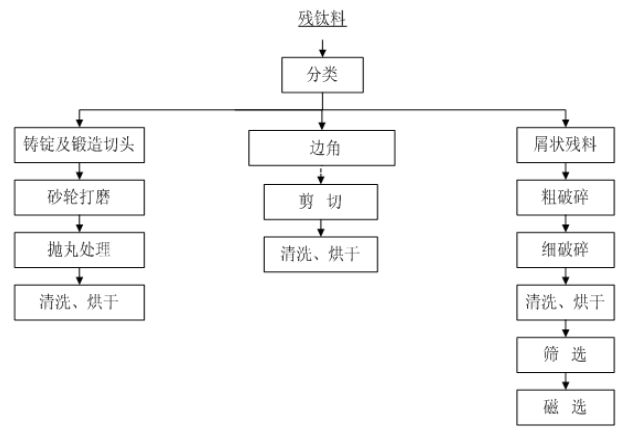 残钛料
分类
铸锭及锻造切头
边角
屑状残料
砂轮打磨
剪 切
粗破碎
抛丸处理
清洗、烘干
细破碎
清洗、烘干
清洗、烘干
筛 选
磁 选